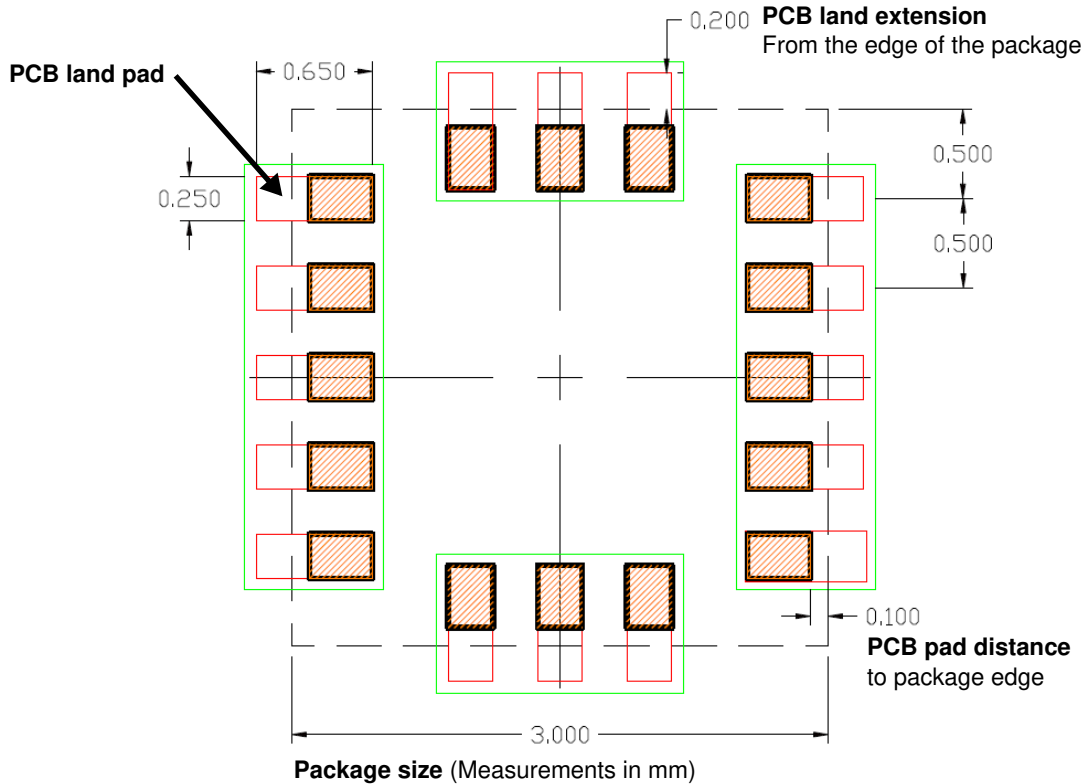 0.200
PCB land extension
From the edge of the package
PCB land pad
0.650
0.500
0.250
0.500
0.100
PCB pad distance
to package edge
3.000
Package size (Measurements in mm)